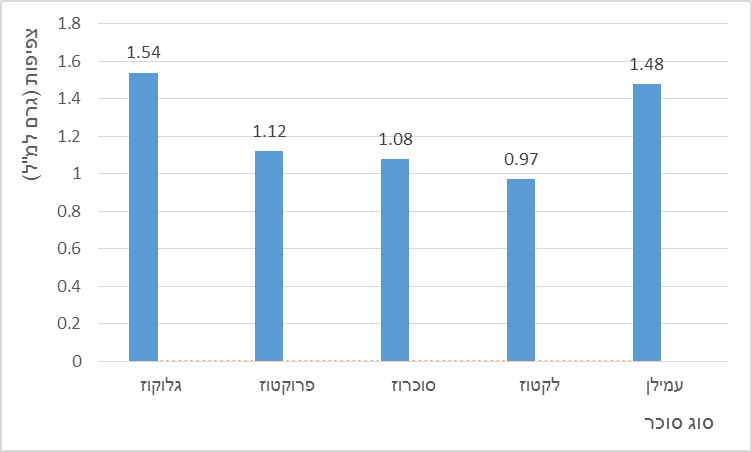 צפיפות (גרם למ"ל)
1.8
1.6
1.4
1.2
1
0.8
0.6
0.4
0.2
0
1.54
1.12
1.08
0.97
1.48
גלוקוז
פרוקטוז
סוכרוז
לקטוז
עמילן
סוג סוכר